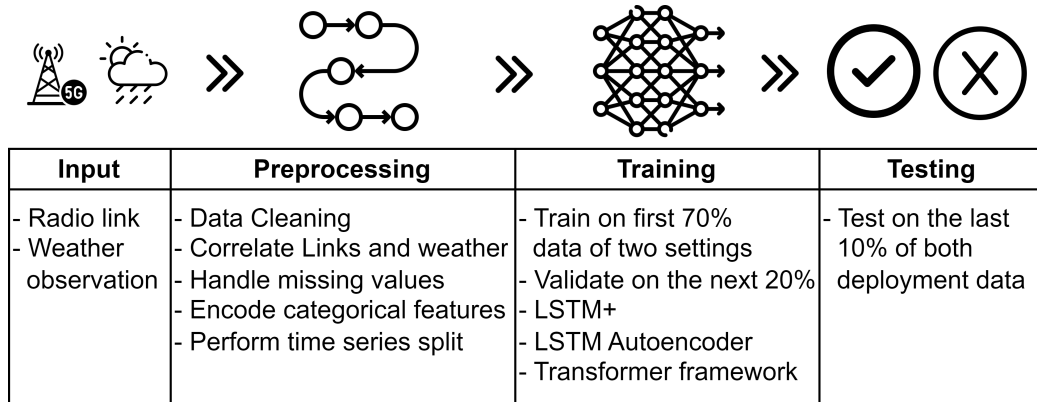 5G
Input
Preprocessing
Training
Testing
- Radio link
- Weather
observation
- Data Cleaning
- Correlate Links and weather
- Handle missing values
- Encode categorical features
- Perform time series split
- Train on first 70%
data of two settings
- Validate on the next 20%
- LSTM+
- LSTM Autoencoder
- Transformer framework
- Test on the last
10% of both
deployment data